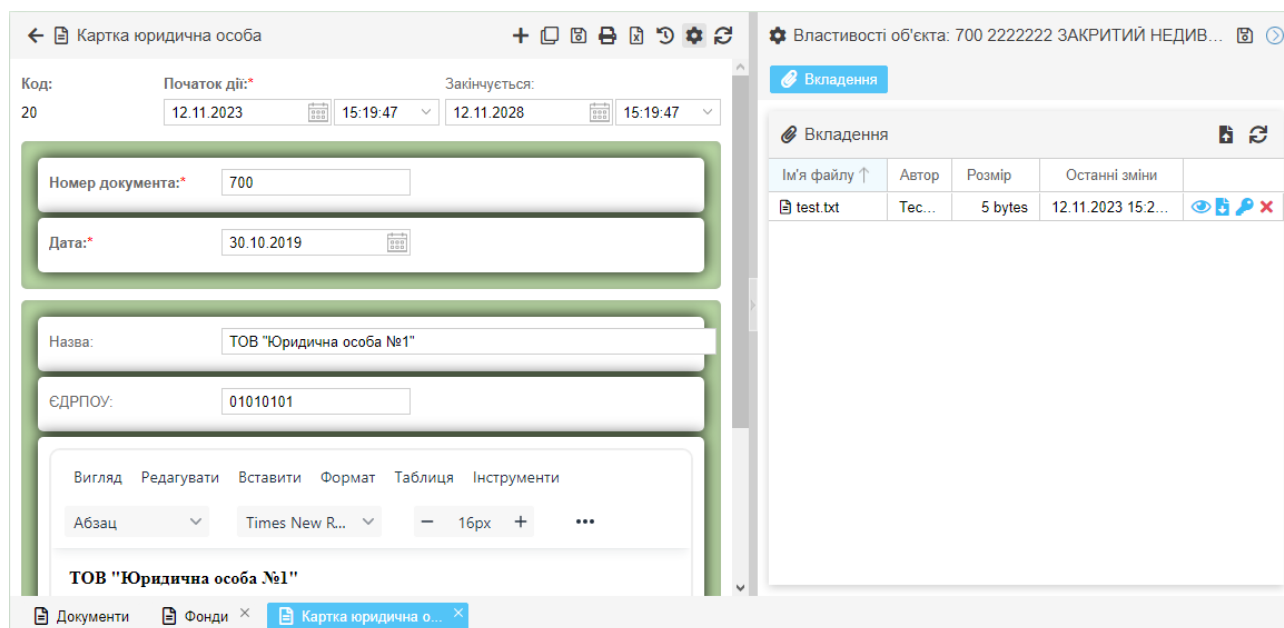 Картка юридична особа
Код: Початок дії:* Закінчується:
20 12.11.2023 15:19:47 12.11.2028 15:19:47
Номер документа:* 700
Дата:* 30.10.2019
Назва: ТОВ "Юридична особа №1"
ЄДРПОУ: 01010101
Вигляд Редагувати Вставити Формат Таблиця Інструменти
Абзац Times New R... − 16px + •••
ТОВ "Юридична особа №1"
Властивості об'єкта: 700 2222222 ЗАКРИТИЙ НЕДИВ...
Вкладення
Вкладення
Ім'я файлу ↑ Автор Розмір Останні зміни
test.txt Тес... 5 bytes 12.11.2023 15:2...
Документи Фонди × Картка юридична о... ×